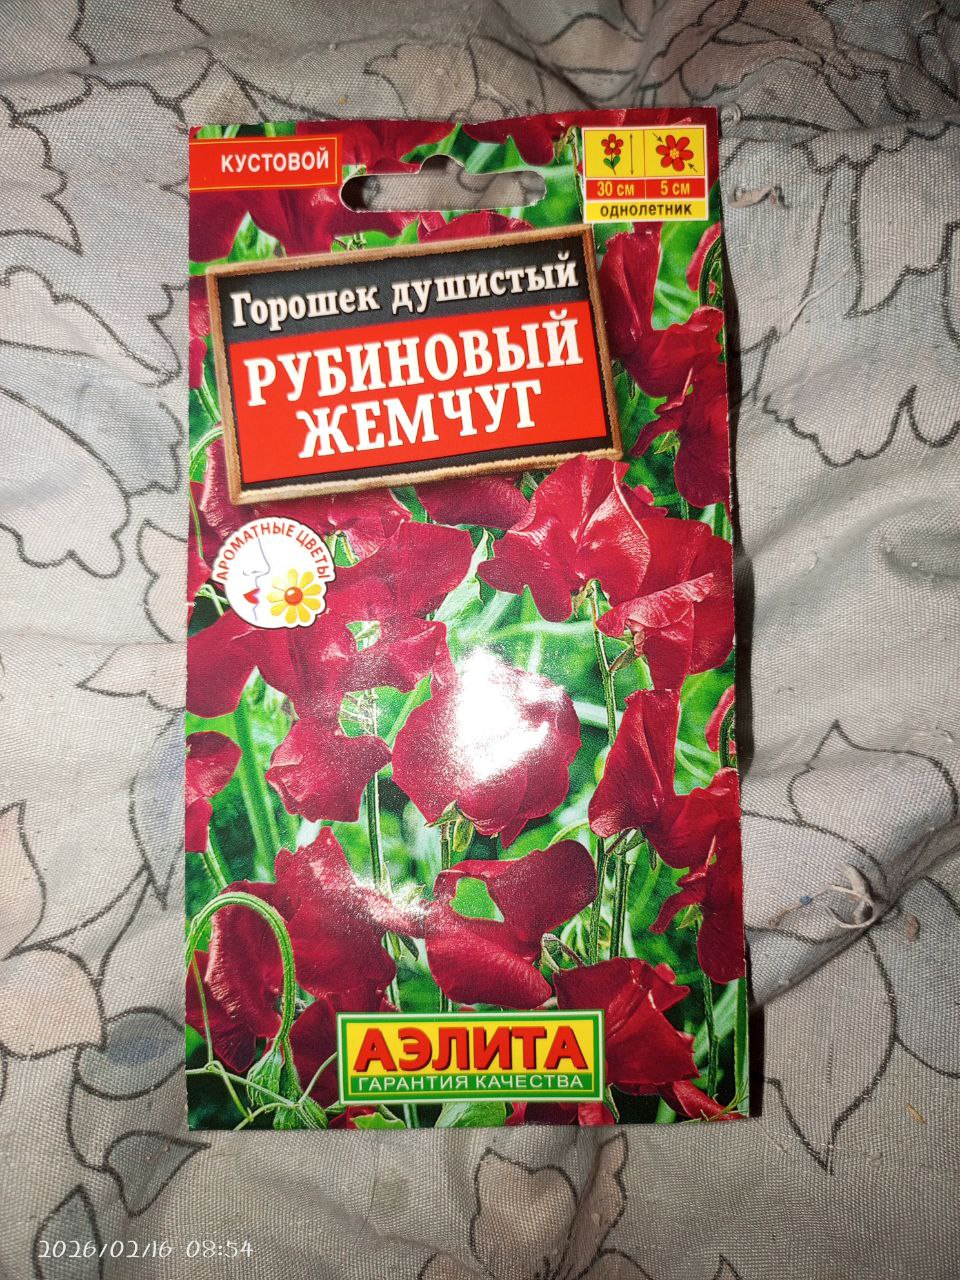 КУСТОВОЙ
30 см 5 см
однолетник
Горошек душистый
РУБИНОВЫЙ
ЖЕМЧУГ
АРОМАТНЫЕ ЦВЕТЫ
АЭЛИТА
ГАРАНТИЯ КАЧЕСТВА
2026/02/16 08:54